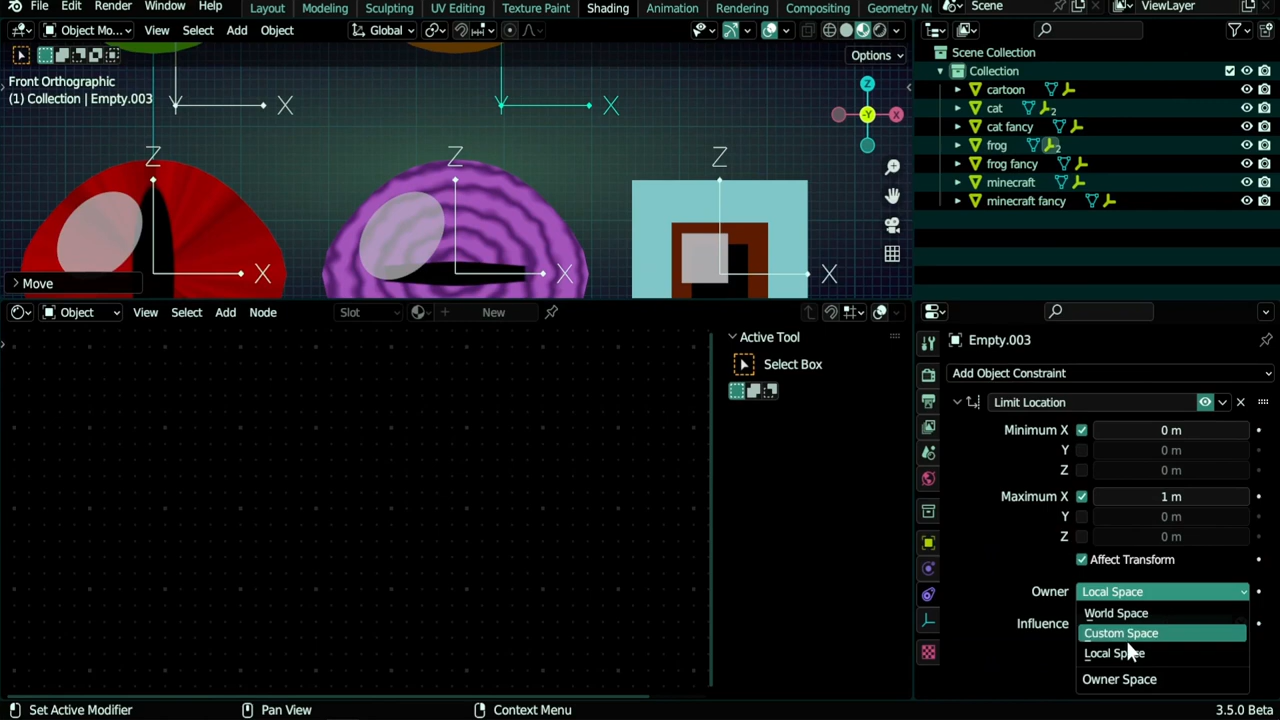 File Edit Render Window Help Layout Modeling Sculpting UV Editing Texture Paint Shading Animation Rendering Compositing Geometry No Scene ViewLayer
Object Mo... View Select Add Object Global
Options
Front Orthographic
(1) Collection | Empty.003
X X
Z
-Y X
Z Z Z
X X X
> Move
Scene Collection
Collection
cartoon
cat 2
cat fancy
frog 2
frog fancy
minecraft
minecraft fancy
Object View Select Add Node Slot New
Active Tool
Select Box
Empty.003
Add Object Constraint
Limit Location
Minimum X 0 m
Y 0 m
Z 0 m
Maximum X 1 m
Y 0 m
Z 0 m
Affect Transform
Owner Local Space
World Space
Influence
Custom Space
Local Space
Owner Space
Set Active Modifier Pan View Context Menu 3.5.0 Beta